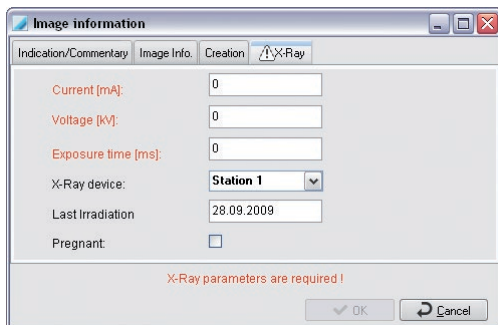 Image information
Indication/Commentary Image Info. Creation X-Ray
Current [mA]: 0
Voltage [kV]: 0
Exposure time [ms]: 0
X-Ray device: Station 1
Last Irradiation 28.09.2009
Pregnant:
X-Ray parameters are required !
OK Cancel